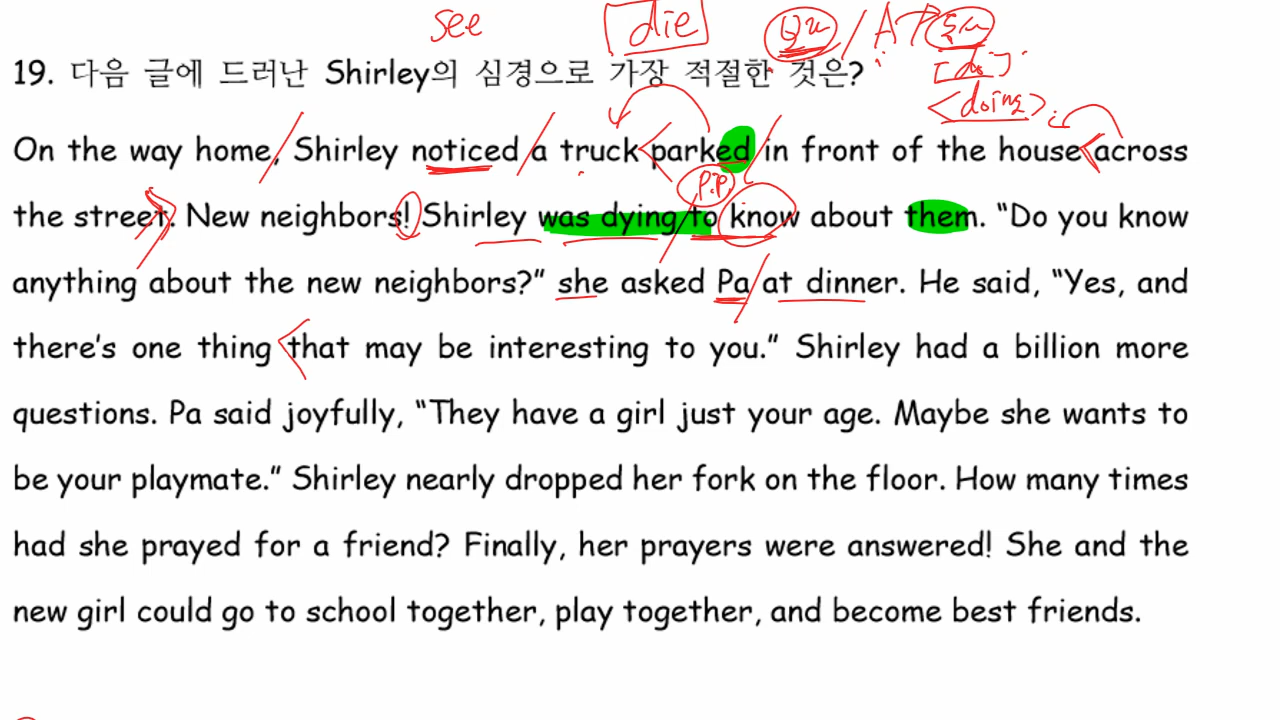 see die / A P 동사
[do]
<doing>
19. 다음 글에 드러난 Shirley의 심경으로 가장 적절한 것은?
On the way home, Shirley noticed a truck parked in front of the house across
p.p.
the street. New neighbors! Shirley was dying to know about them. “Do you know
anything about the new neighbors?” she asked Pa at dinner. He said, “Yes, and
there’s one thing that may be interesting to you.” Shirley had a billion more
questions. Pa said joyfully, “They have a girl just your age. Maybe she wants to
be your playmate.” Shirley nearly dropped her fork on the floor. How many times
had she prayed for a friend? Finally, her prayers were answered! She and the
new girl could go to school together, play together, and become best friends.